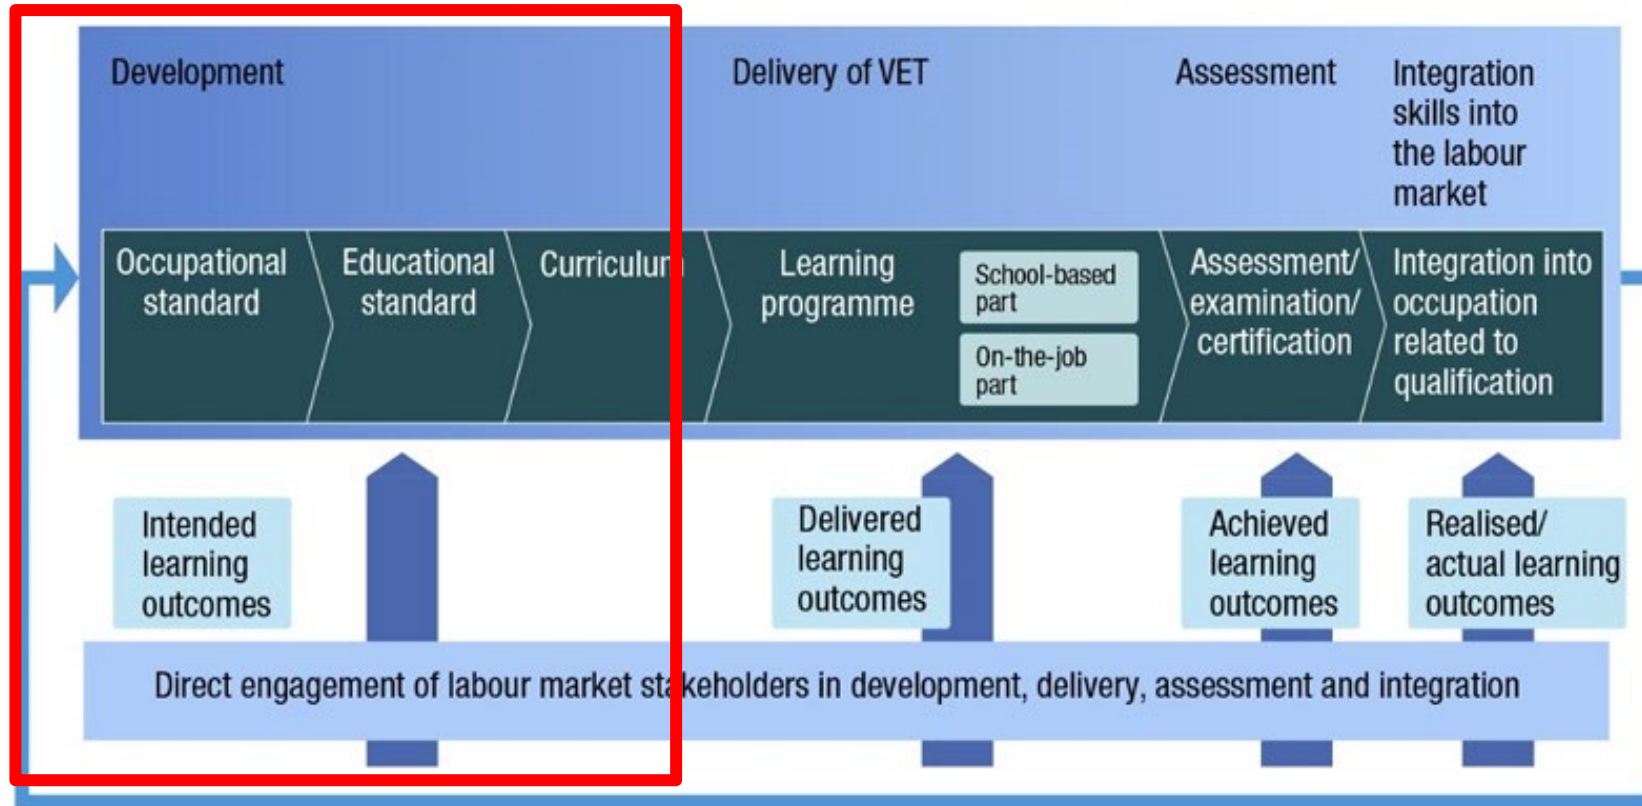 Development
Delivery of VET
Assessment
Integration
skills into
the labour
market
Occupational
standard
Educational
standard
Curriculum
Learning
programme
School-based
part
On-the-job
part
Assessment/
examination/
certification
Integration into
occupation
related to
qualification
Intended
learning
outcomes
Delivered
learning
outcomes
Achieved
learning
outcomes
Realised/
actual learning
outcomes
Direct engagement of labour market stakeholders in development, delivery, assessment and integration